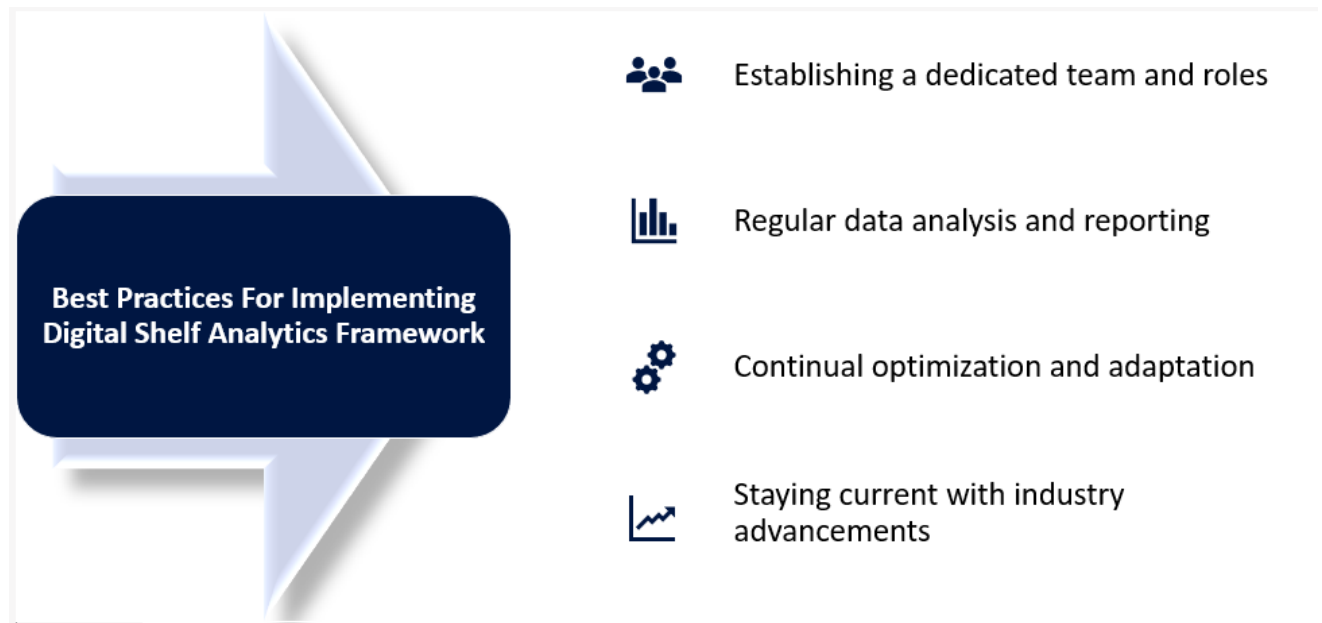 Best Practices For Implementing
Digital Shelf Analytics Framework
Establishing a dedicated team and roles
Regular data analysis and reporting
Continual optimization and adaptation
Staying current with industry
advancements